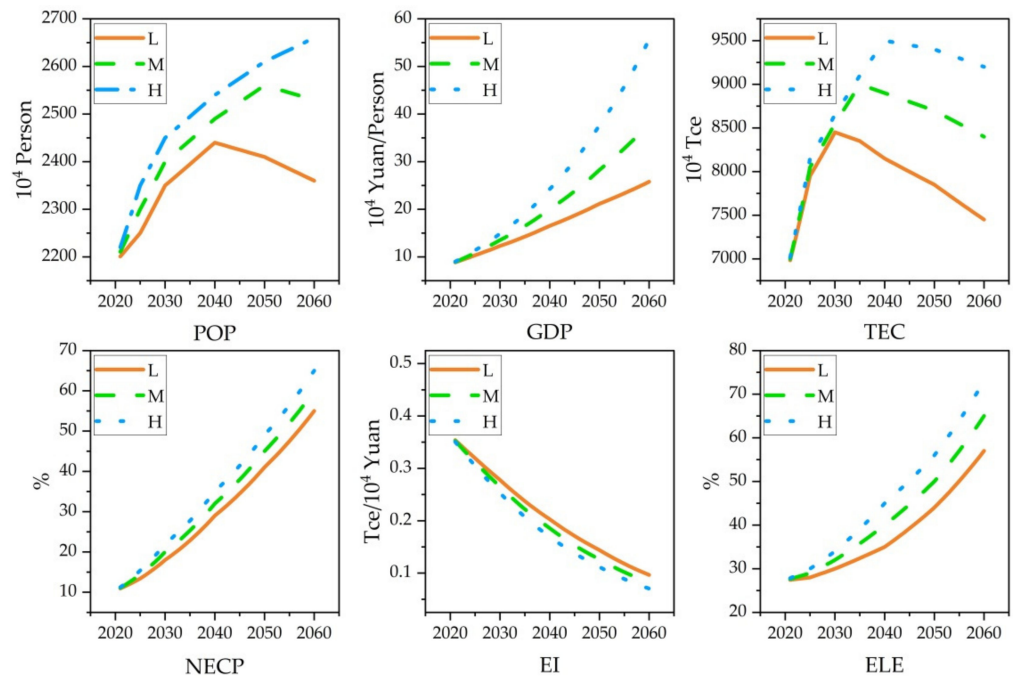 2700
2600
2500
2400
2300
2200
10⁴ Person
L
M
H
2020 2030 2040 2050 2060
POP
60
50
40
30
20
10
10⁴ Yuan/Person
L
M
H
2020 2030 2040 2050 2060
GDP
9500
9000
8500
8000
7500
7000
10⁴ Tce
L
M
H
2020 2030 2040 2050 2060
TEC
70
60
50
40
30
20
10
%
L
M
H
2020 2030 2040 2050 2060
NECP
0.5
0.4
0.3
0.2
0.1
Tce/10⁴ Yuan
L
M
H
2020 2030 2040 2050 2060
EI
80
70
60
50
40
30
20
%
L
M
H
2020 2030 2040 2050 2060
ELE